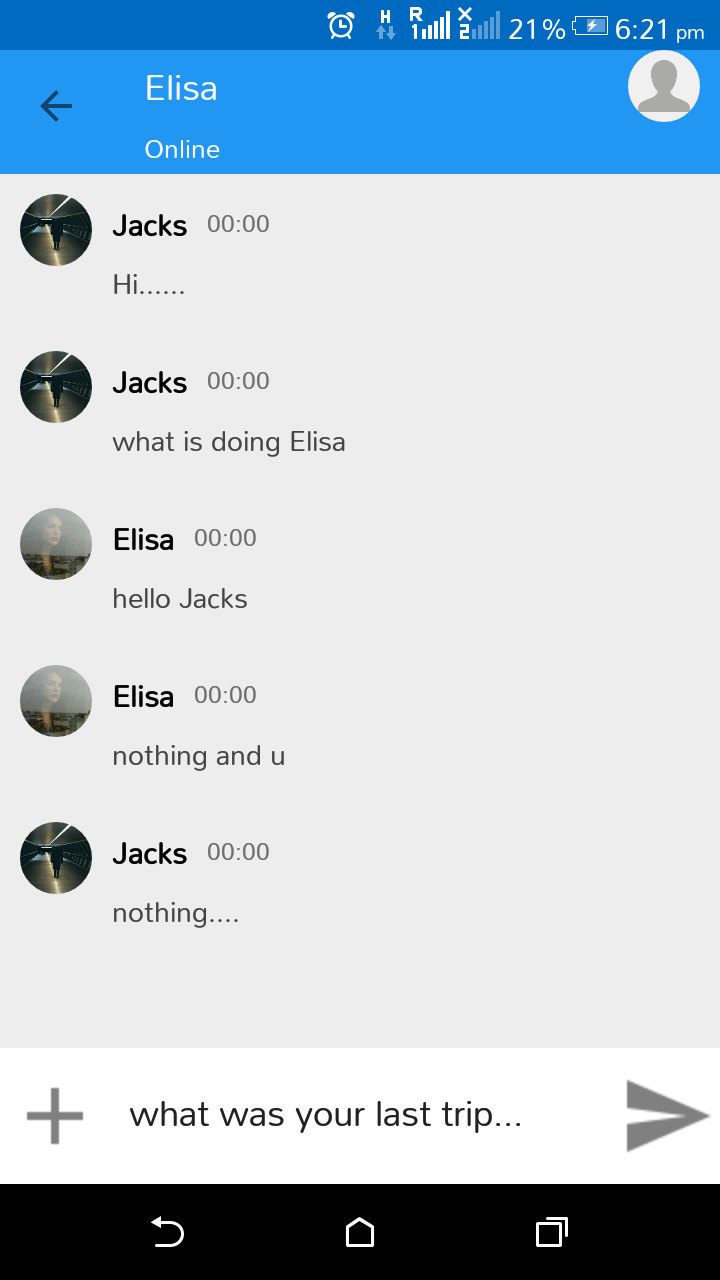 H R 1 X 2 21% 6:21 pm
Elisa
Online
Jacks 00:00
Hi......
Jacks 00:00
what is doing Elisa
Elisa 00:00
hello Jacks
Elisa 00:00
nothing and u
Jacks 00:00
nothing....
what was your last trip...